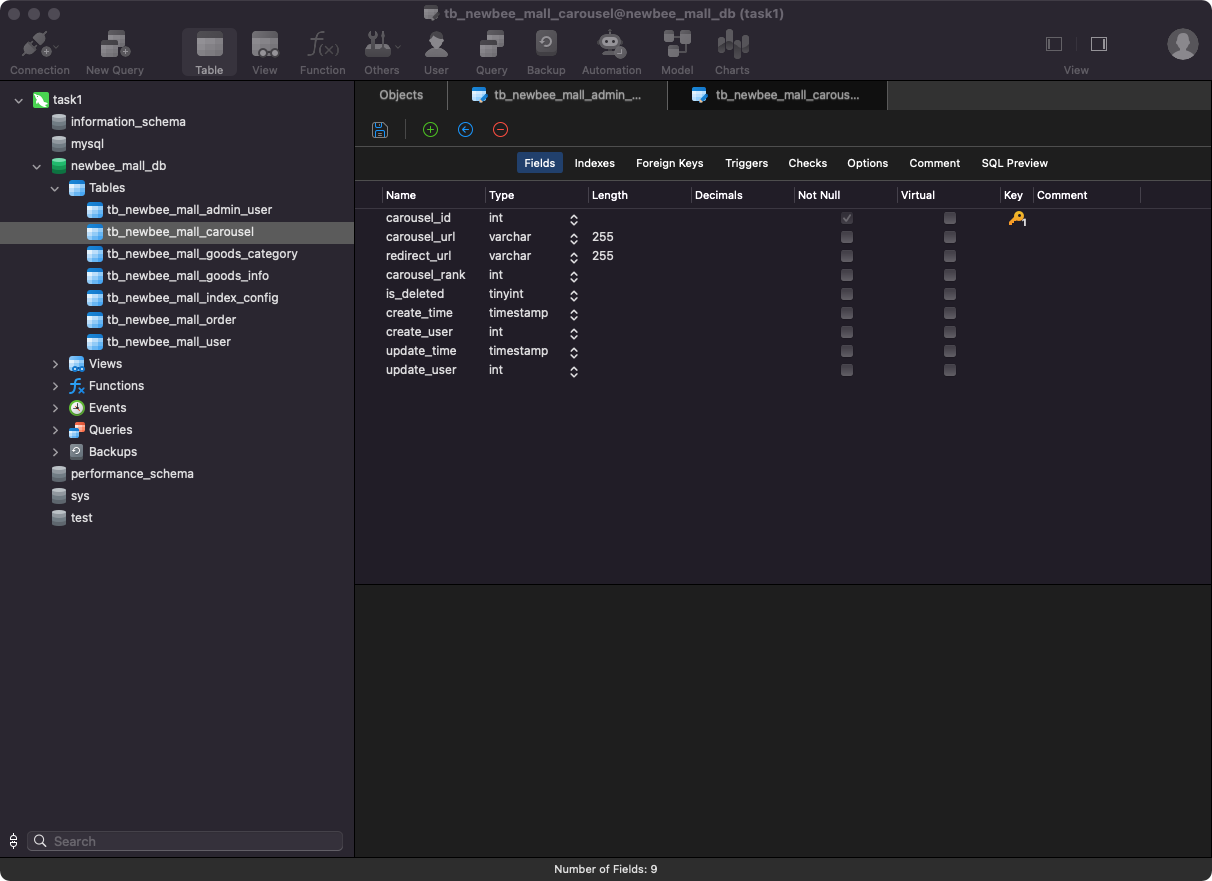 tb_newbee_mall_carousel@newbee_mall_db (task1)
Connection New Query Table View Function Others User Query Backup Automation Model Charts View
task1
information_schema
mysql
newbee_mall_db
Tables
tb_newbee_mall_admin_user
tb_newbee_mall_carousel
tb_newbee_mall_goods_category
tb_newbee_mall_goods_info
tb_newbee_mall_index_config
tb_newbee_mall_order
tb_newbee_mall_user
Views
Functions
Events
Queries
Backups
performance_schema
sys
test
Search
Objects tb_newbee_mall_admin_... tb_newbee_mall_carous...
Fields Indexes Foreign Keys Triggers Checks Options Comment SQL Preview
Name Type Length Decimals Not Null Virtual Key Comment
carousel_id int 1
carousel_url varchar 255
redirect_url varchar 255
carousel_rank int
is_deleted tinyint
create_time timestamp
create_user int
update_time timestamp
update_user int
Number of Fields: 9